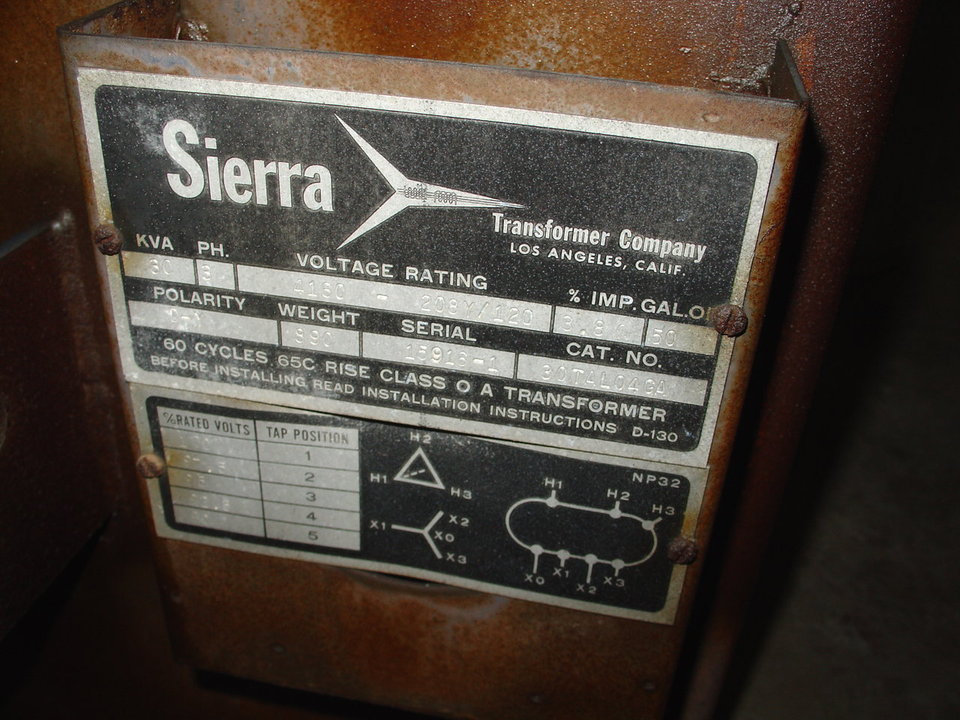 Sierra
Transformer Company
LOS ANGELES, CALIF.
KVA PH. VOLTAGE RATING % IMP. GAL.O
3 4160 - 208Y/120 50
POLARITY WEIGHT SERIAL CAT. NO.
990 15916-1
60 CYCLES 65C RISE CLASS O A TRANSFORMER
BEFORE INSTALLING READ INSTALLATION INSTRUCTIONS D-130
%RATED VOLTS TAP POSITION
1
2
3
4
5
H2
H1 H3
X1 X2
X0
X3
NP32
H1 H2 H3
X0 X1 X2 X3